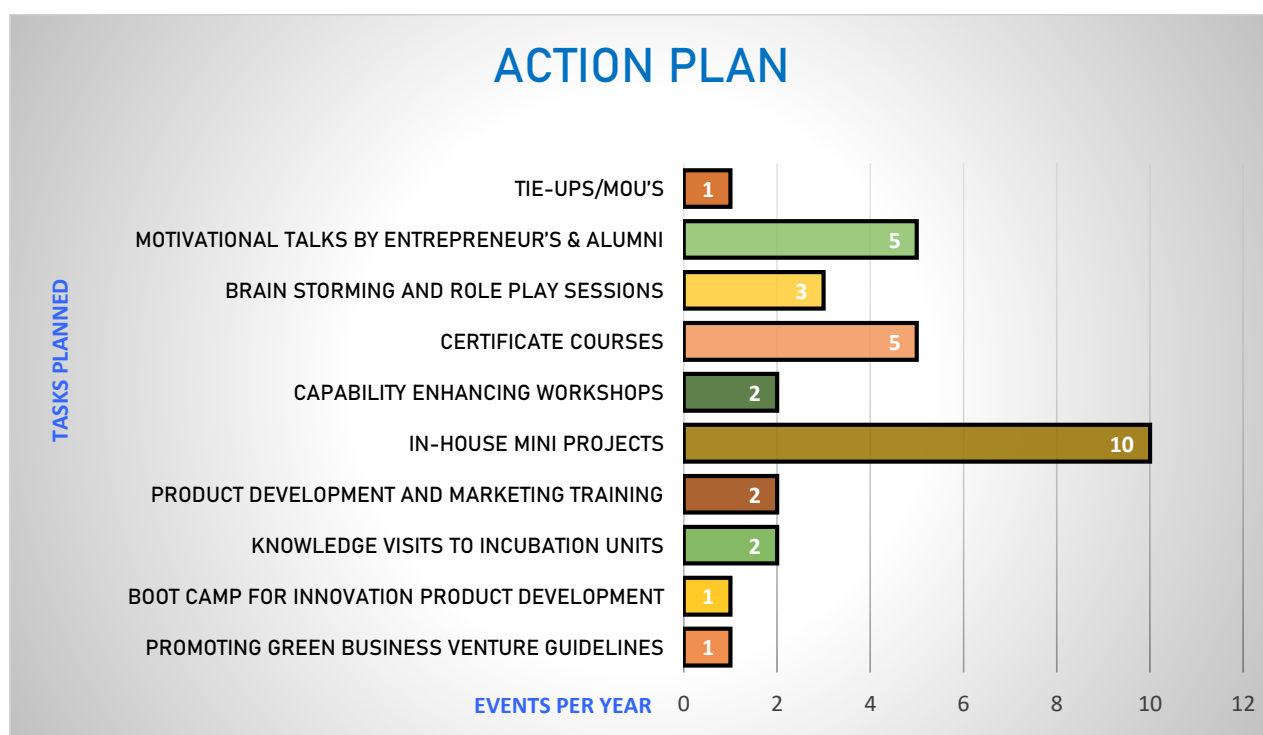 ACTION PLAN
TIE-UPS/MOU'S
1
MOTIVATIONAL TALKS BY ENTREPRENEUR'S & ALUMNI
5
BRAIN STORMING AND ROLE PLAY SESSIONS
3
CERTIFICATE COURSES
5
CAPABILITY ENHANCING WORKSHOPS
2
IN-HOUSE MINI PROJECTS
10
PRODUCT DEVELOPMENT AND MARKETING TRAINING
2
KNOWLEDGE VISITS TO INCUBATION UNITS
2
BOOT CAMP FOR INNOVATION PRODUCT DEVELOPMENT
1
PROMOTING GREEN BUSINESS VENTURE GUIDELINES
1
TASKS PLANNED
EVENTS PER YEAR
0 2 4 6 8 10 12